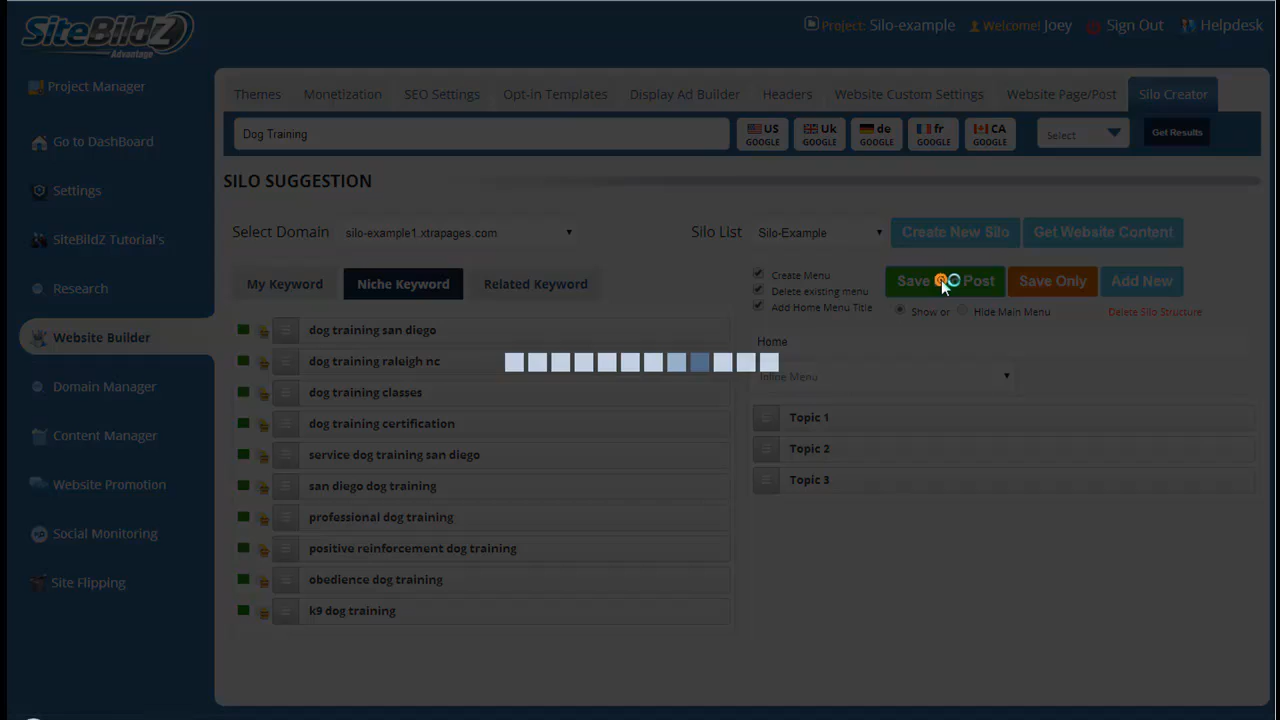 SiteBildZ
Advantage
Project: Silo-example
Welcome! Joey
Sign Out
Helpdesk
Project Manager
Go to DashBoard
Settings
SiteBildZ Tutorial's
Research
Website Builder
Domain Manager
Content Manager
Website Promotion
Social Monitoring
Site Flipping
Themes
Monetization
SEO Settings
Opt-in Templates
Display Ad Builder
Headers
Website Custom Settings
Website Page/Post
Silo Creator
Dog Training
US
GOOGLE
Uk
GOOGLE
de
GOOGLE
fr
GOOGLE
CA
GOOGLE
Select
Get Results
SILO SUGGESTION
Select Domain
silo-example1.xtrapages.com
Silo List
Silo-Example
Create New Silo
Get Website Content
My Keyword
Niche Keyword
Related Keyword
Create Menu
Delete existing menu
Add Home Menu Title
Save Post
Save Only
Add New
Show or
Hide Main Menu
Delete Silo Structure
dog training san diego
dog training raleigh nc
dog training classes
dog training certification
service dog training san diego
san diego dog training
professional dog training
positive reinforcement dog training
obedience dog training
k9 dog training
Home
Inline Menu
Topic 1
Topic 2
Topic 3